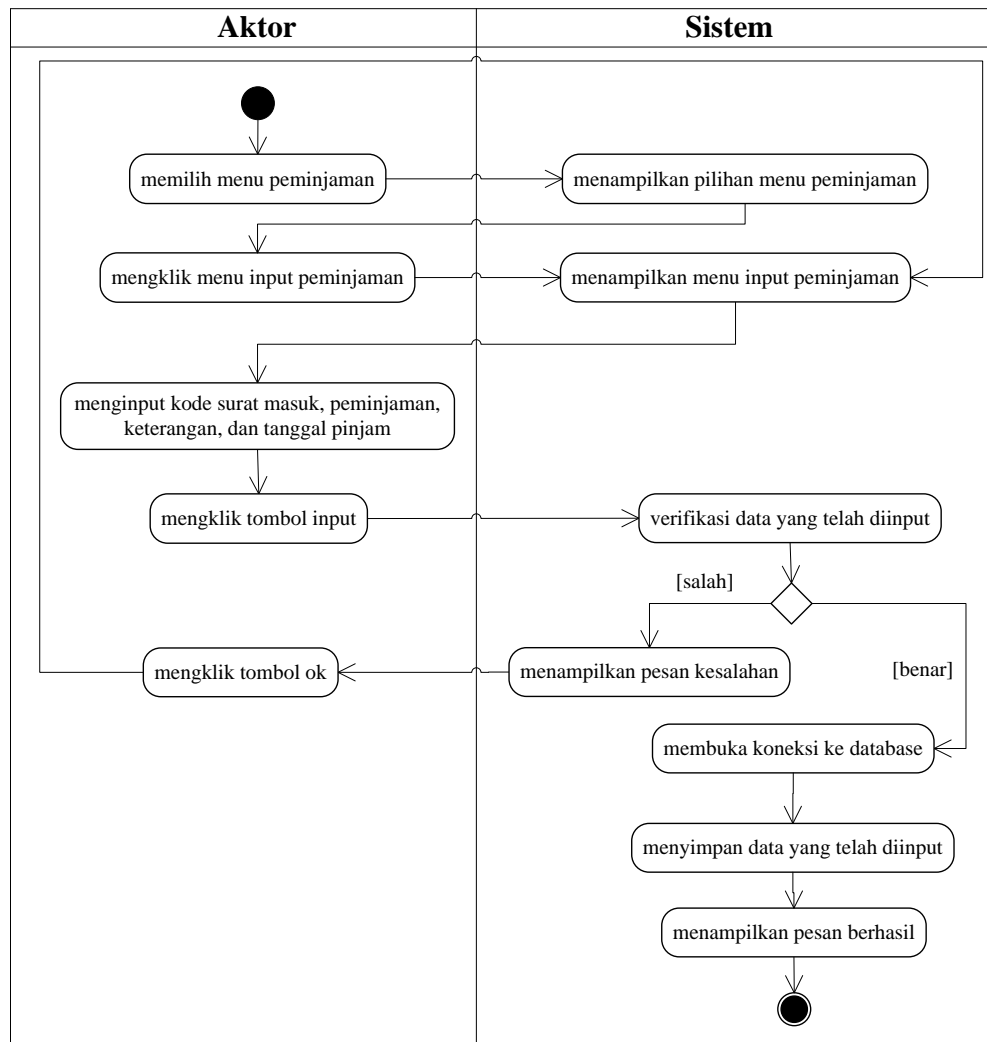 Aktor
Sistem
memilih menu peminjaman
menampilkan pilihan menu peminjaman
mengklik menu input peminjaman
menampilkan menu input peminjaman
menginput kode surat masuk, peminjaman,
keterangan, dan tanggal pinjam
mengklik tombol input
verifikasi data yang telah diinput
[salah]
mengklik tombol ok
menampilkan pesan kesalahan
[benar]
membuka koneksi ke database
menyimpan data yang telah diinput
menampilkan pesan berhasil